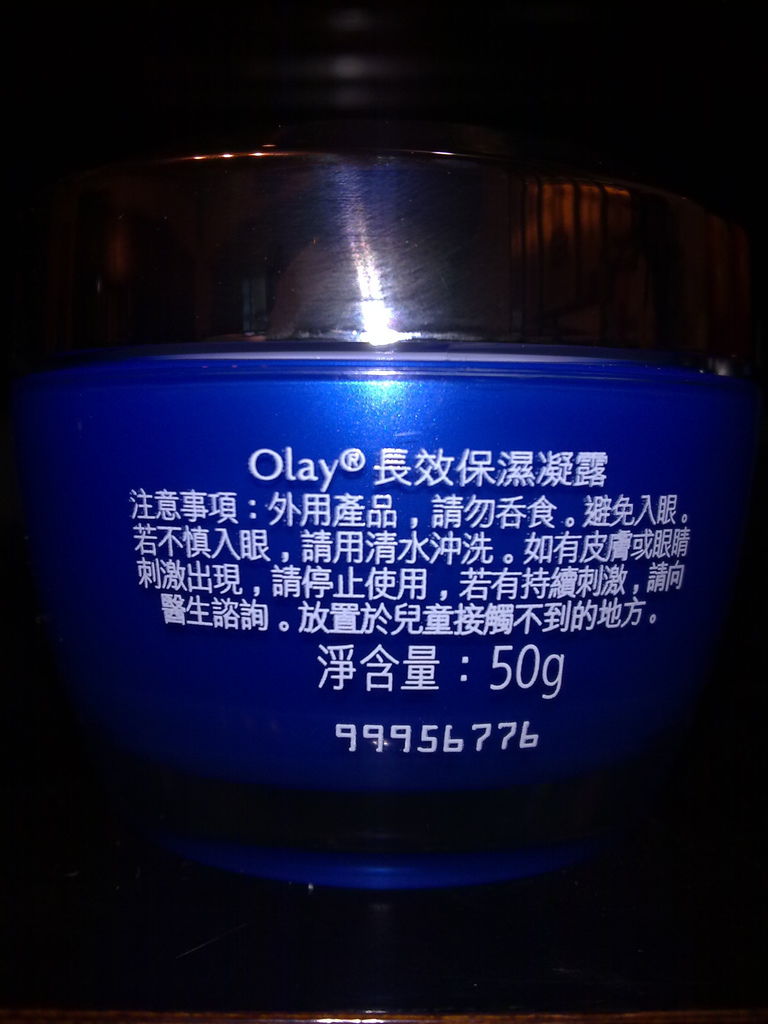 Olay® 長效保濕凝露
注意事項：外用產品，請勿吞食。避免入眼。
若不慎入眼，請用清水沖洗。如有皮膚或眼睛
刺激出現，請停止使用，若有持續刺激，請向
醫生諮詢。放置於兒童接觸不到的地方。
淨含量：50g
99956776